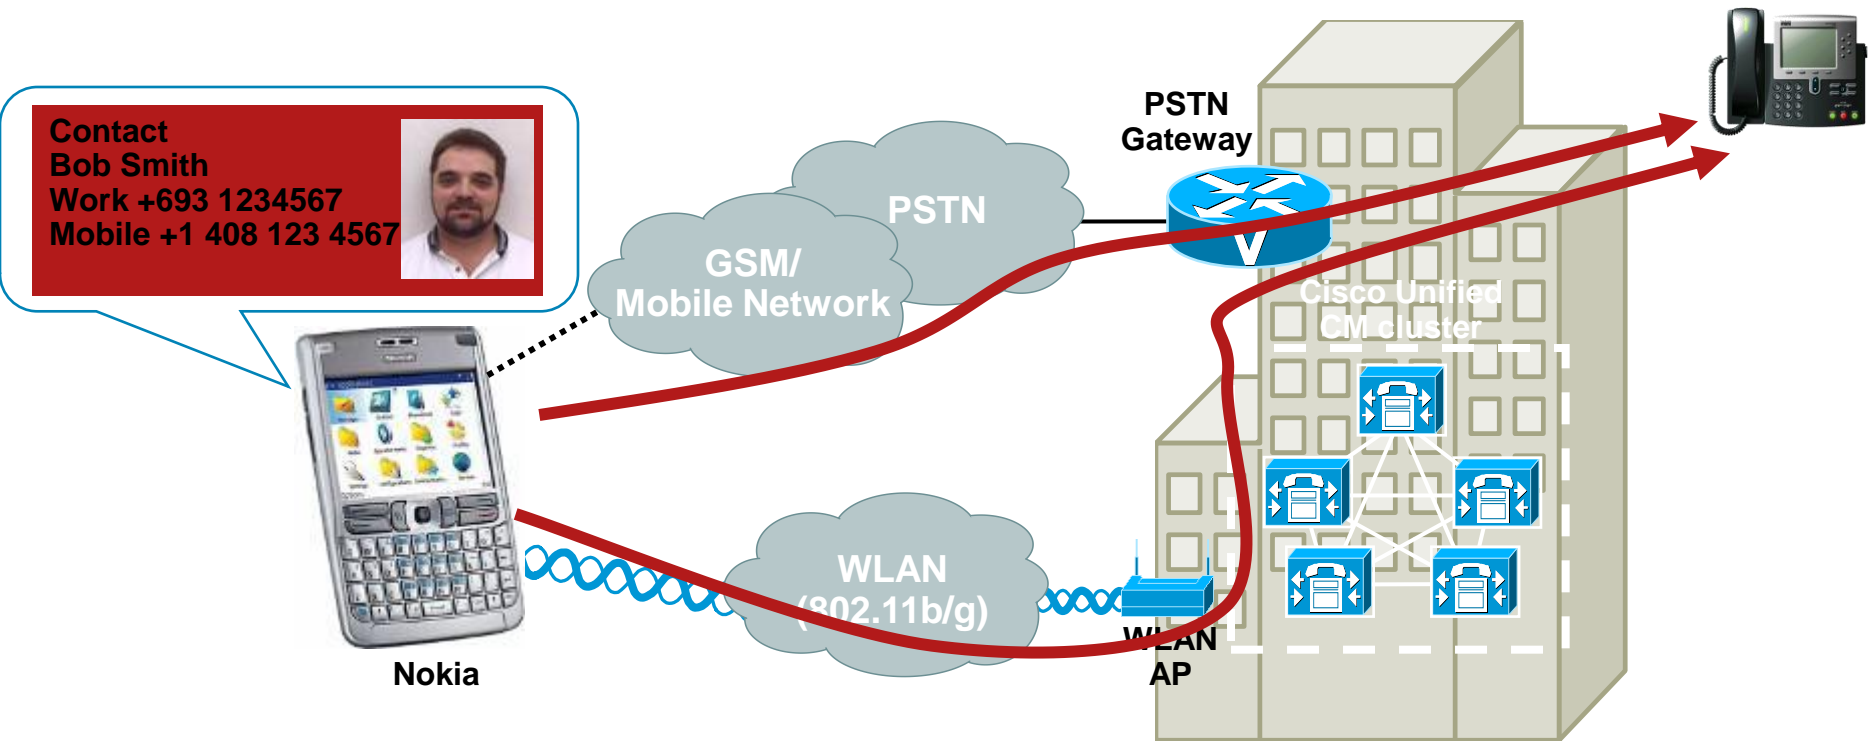 Contact
Bob Smith
Work +693 1234567
Mobile +1 408 123 4567
PSTN
Gateway
PSTN
GSM/
Mobile Network
V
Cisco Unified
CM cluster
WLAN
(802.11b/g)
WLAN
AP
Nokia